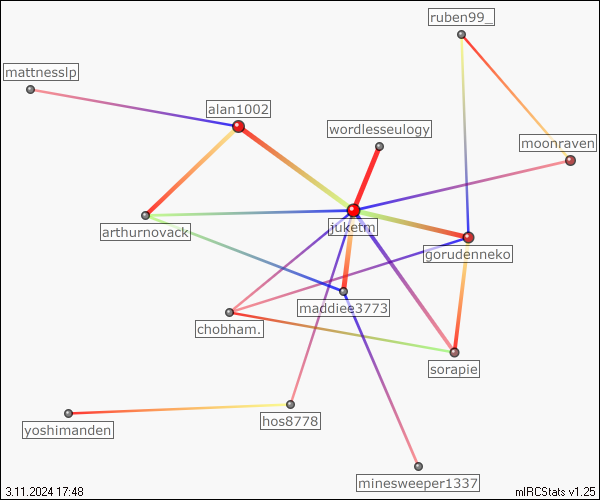 ruben99_
mattnesslp
alan1002
wordlesseulogy
moonraven
juketm
arthurnovack
gorudenneko
maddiee3773
chobham.
sorapie
hos8778
yoshimanden
minesweeper1337
3.11.2024 17:48
mIRCStats v1.25